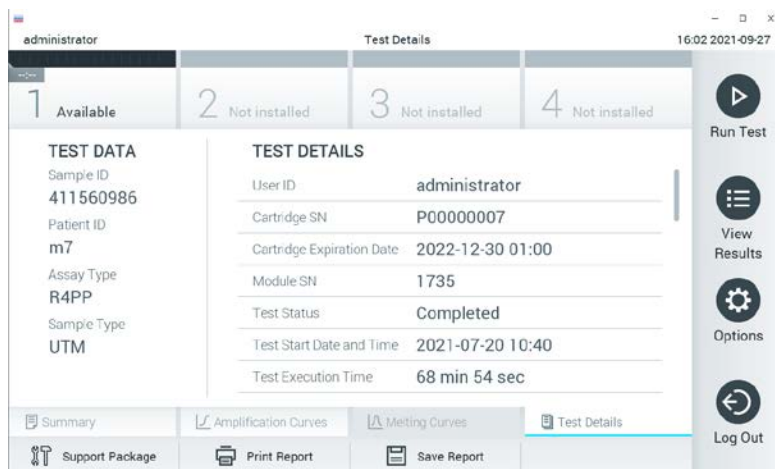 administrator Test Details 16:02 2021-09-27
--:--
1 Available 2 Not installed 3 Not installed 4 Not installed
Run Test
TEST DATA
Sample ID
411560986
Patient ID
m7
Assay Type
R4PP
Sample Type
UTM
TEST DETAILS
User ID administrator
Cartridge SN P00000007
Cartridge Expiration Date 2022-12-30 01:00
Module SN 1735
Test Status Completed
Test Start Date and Time 2021-07-20 10:40
Test Execution Time 68 min 54 sec
View
Results
Options
Log Out
Summary Amplification Curves Melting Curves Test Details
Support Package Print Report Save Report